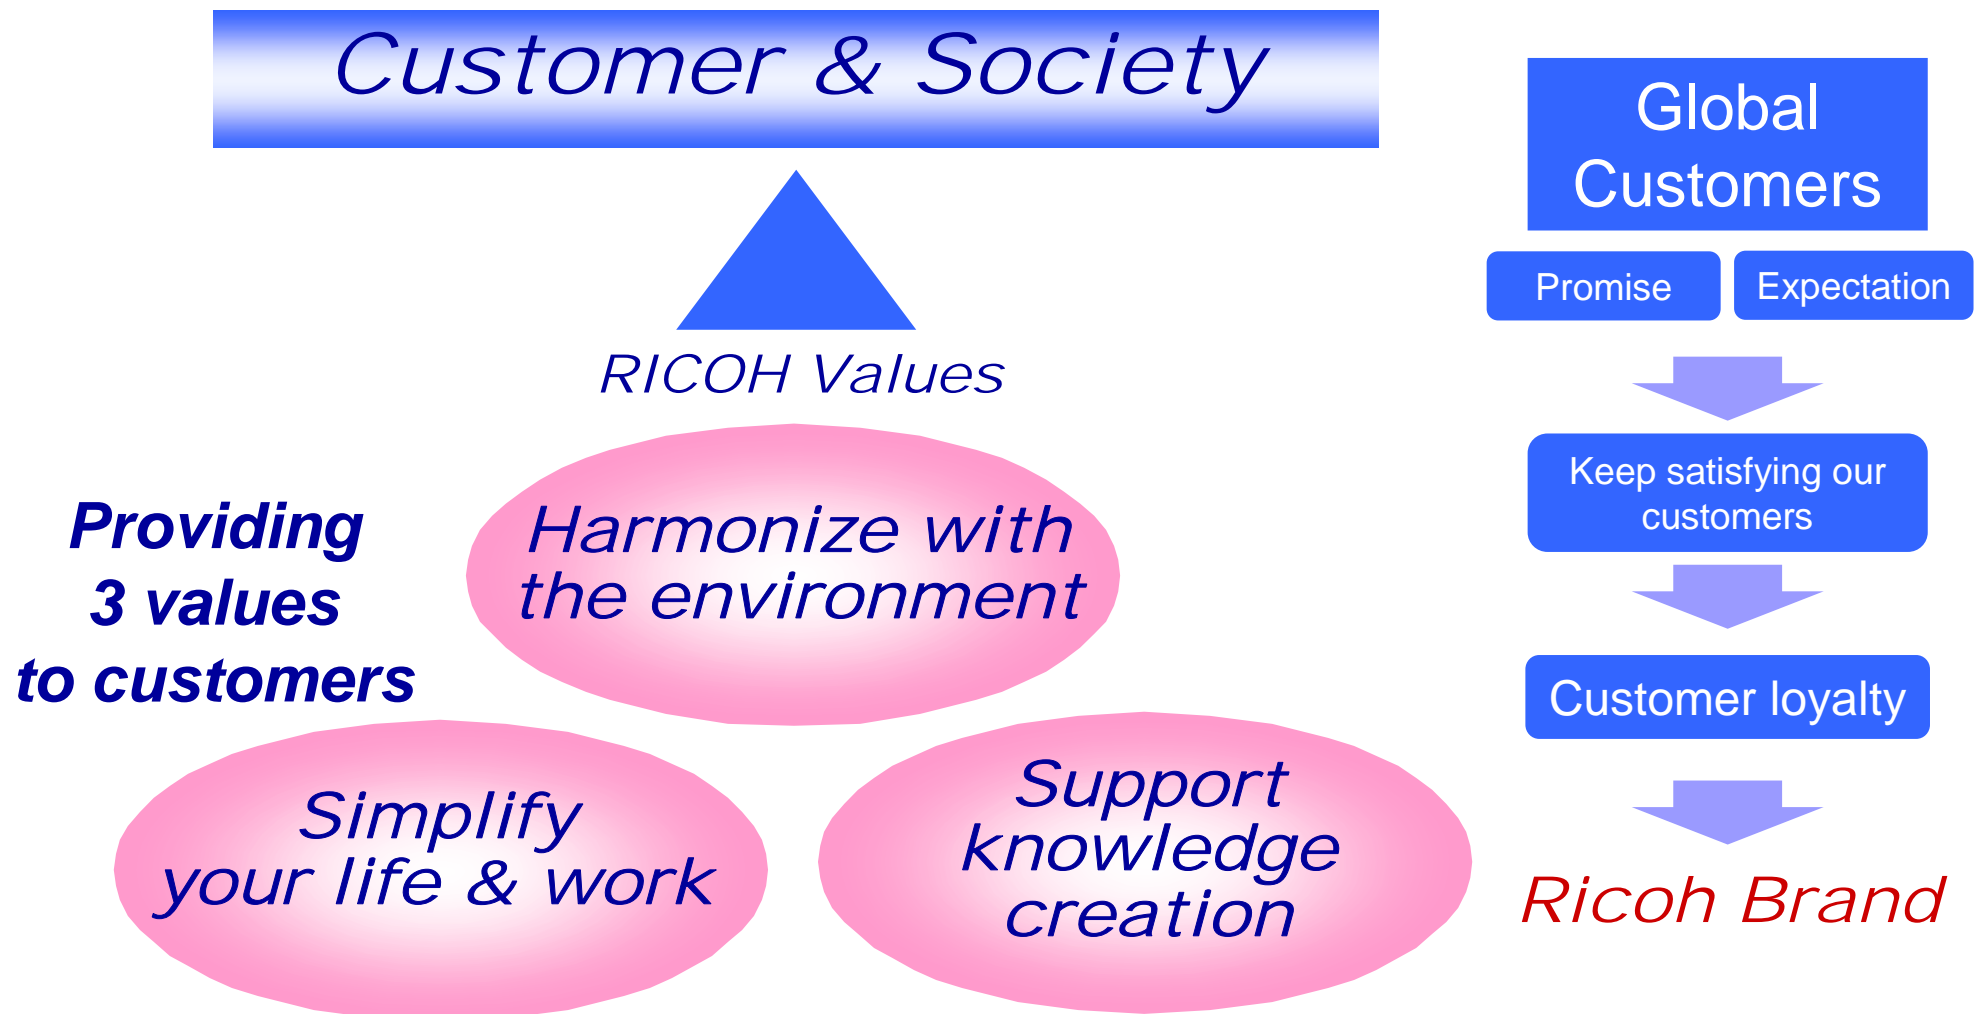 Customer & Society
RICOH Values
Providing
3 values
to customers
Harmonize with
the environment
Simplify
your life & work
Support
knowledge
creation
Global
Customers
Promise
Expectation
Keep satisfying our
customers
Customer loyalty
Ricoh Brand